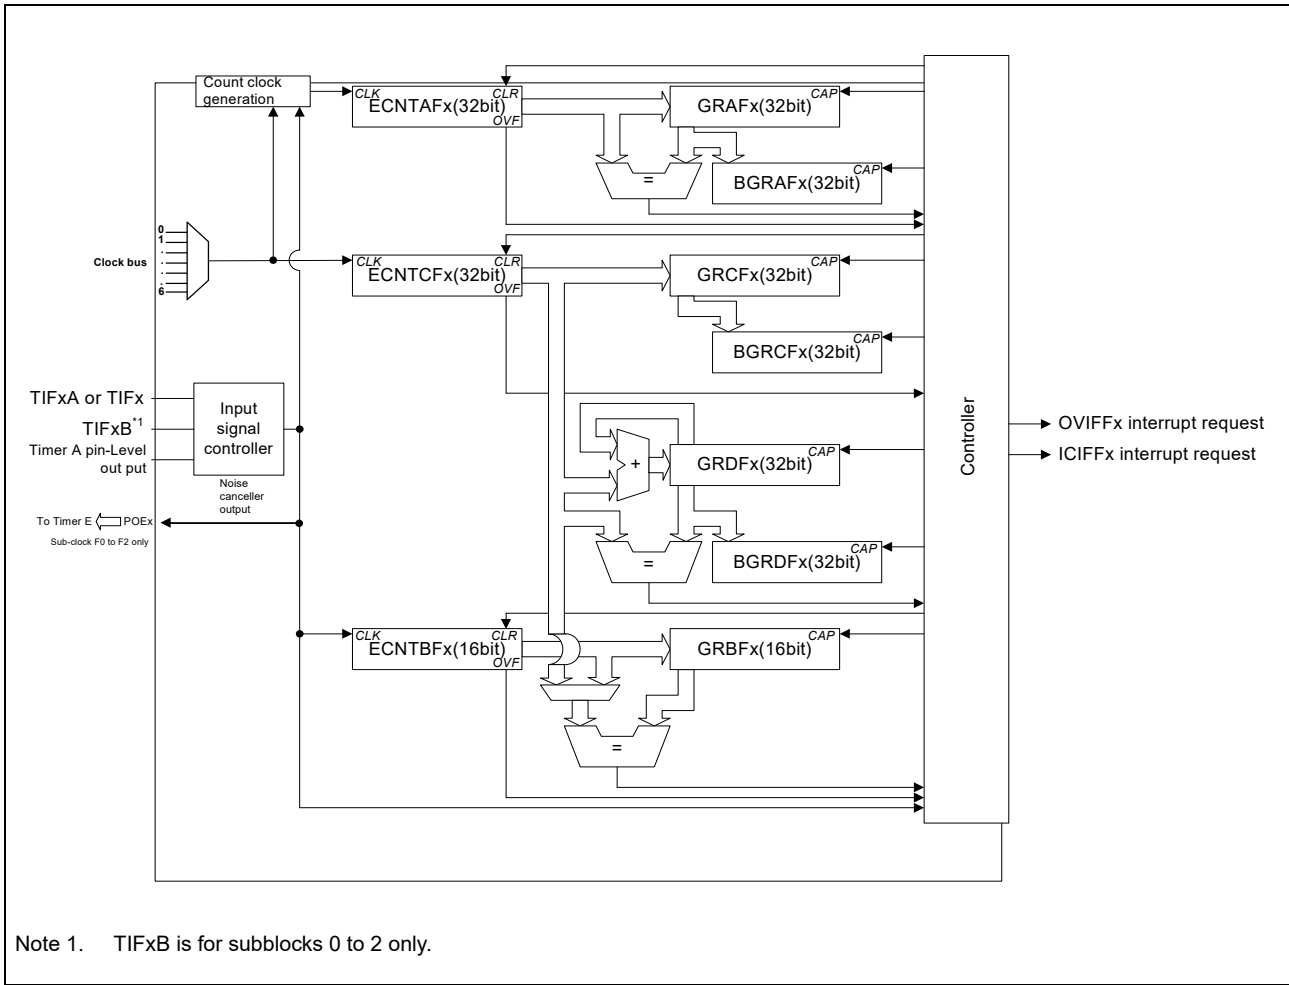 Count clock
generation
CLK
CLR
ECNTAFx(32bit)
OVF
CAP
GRAFx(32bit)
=
CAP
BGRAFx(32bit)
Clock bus
0
1
.
.
.
.
6
CLK
CLR
ECNTCFx(32bit)
OVF
CAP
GRCFx(32bit)
CAP
BGRCFx(32bit)
TIFxA or TIFx
TIFxB*1
Timer A pin-Level
out put
Input
signal
controller
Noise
canceller
output
To Timer E
POEx
Sub-clock F0 to F2 only
+
CAP
GRDFx(32bit)
=
CAP
BGRDFx(32bit)
CLK
CLR
ECNTBFx(16bit)
OVF
CAP
GRBFx(16bit)
=
Controller
OVIFFx interrupt request
ICIFFx interrupt request
Note 1. TIFxB is for subblocks 0 to 2 only.